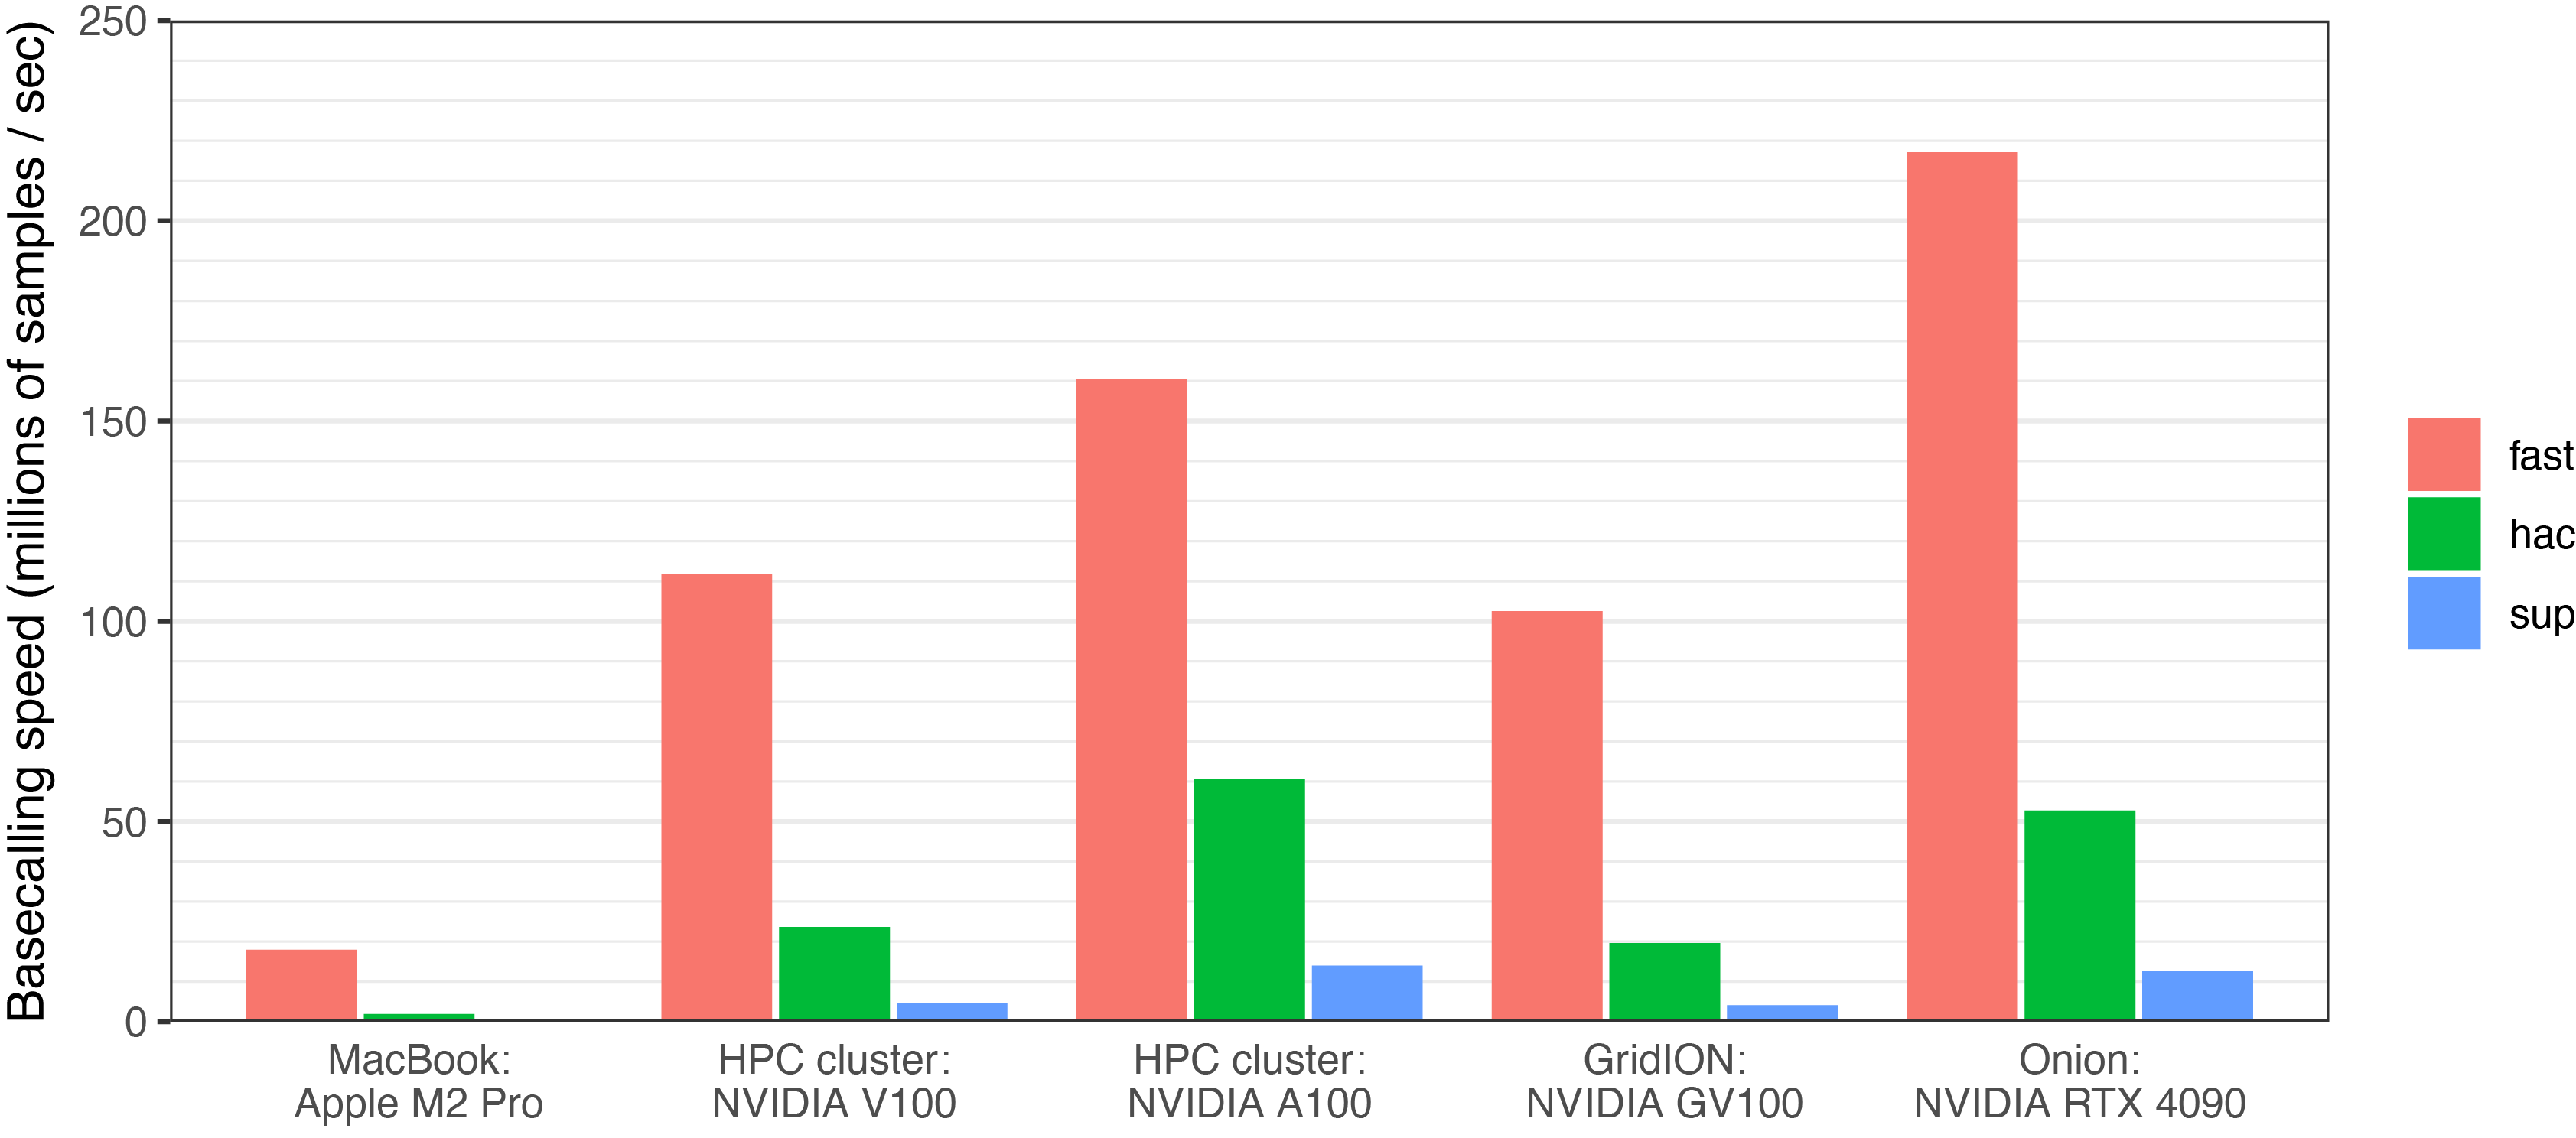 Basecalling speed (millions of samples / sec)
250
200
150
100
50
0
MacBook:
Apple M2 Pro
HPC cluster:
NVIDIA V100
HPC cluster:
NVIDIA A100
GridION:
NVIDIA GV100
Onion:
NVIDIA RTX 4090
fast
hac
sup